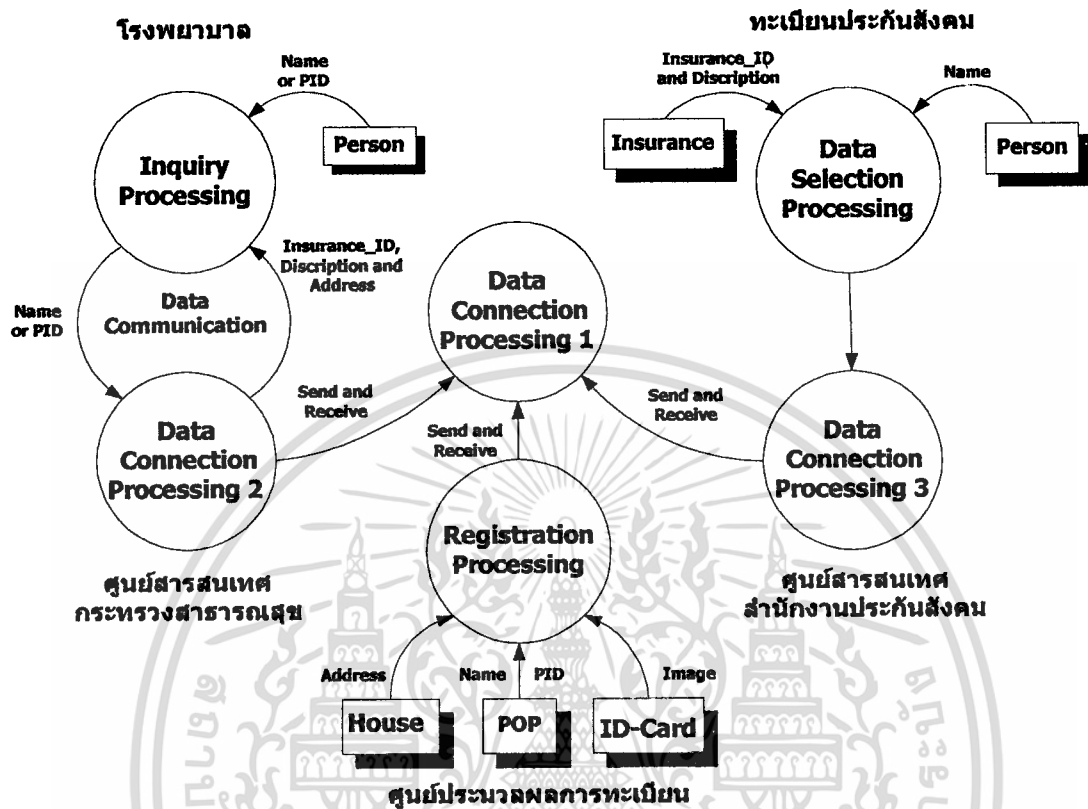 โรงพยาบาล
ทะเบียนประกันสังคม
Name
or PID
Person
Inquiry
Processing
Insurance_ID
and Discription
Insurance
Name
Person
Data
Selection
Processing
Insurance_ID,
Discription and
Address
Data
Communication
Name
or PID
Data
Connection
Processing 1
Data
Connection
Processing 2
Send and
Receive
Send and
Receive
Send and
Receive
Data
Connection
Processing 3
ศูนย์สารสนเทศ
กระทรวงสาธารณสุข
Registration
Processing
ศูนย์สารสนเทศ
สำนักงานประกันสังคม
Address
Name
PID
Image
House
POP
ID-Card
ศูนย์ประมวลผลการทะเบียน